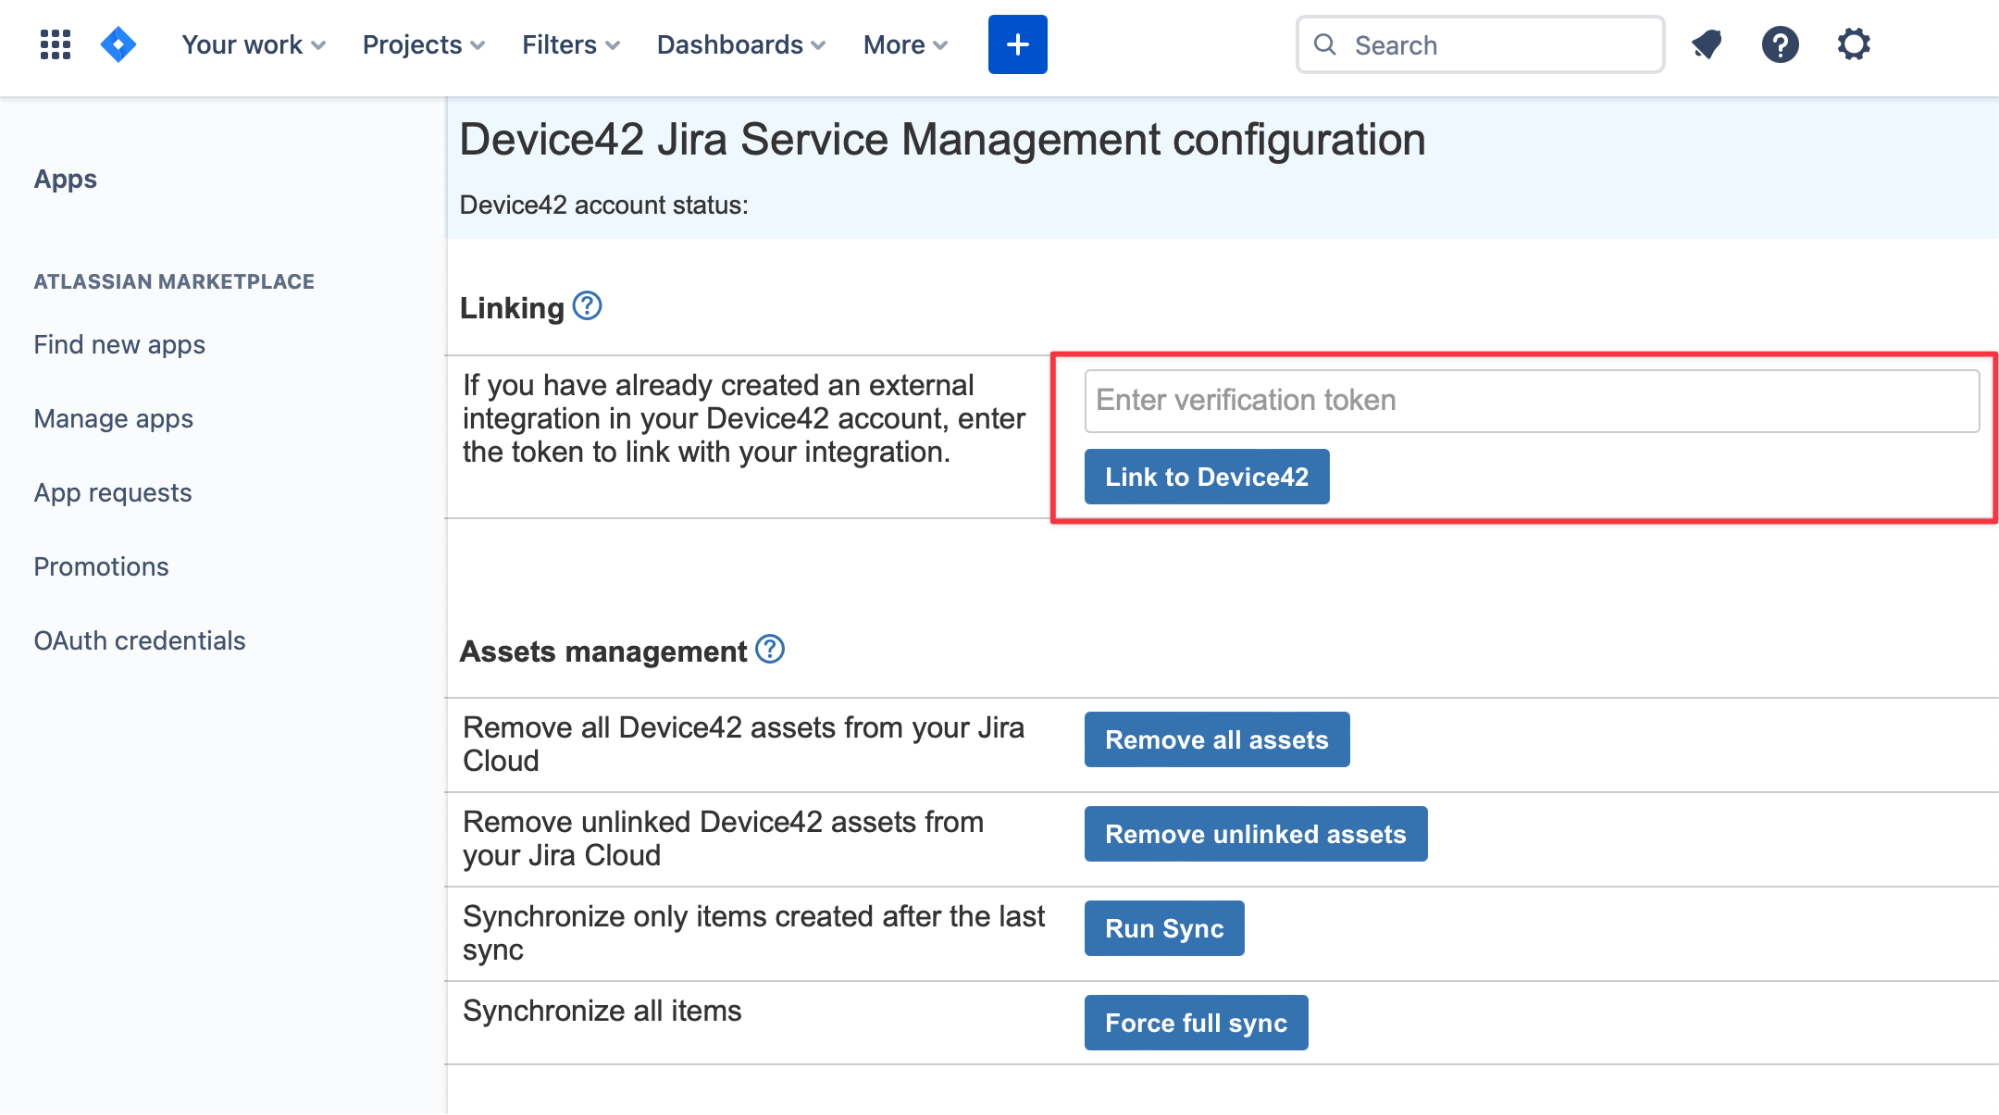 Your work Projects Filters Dashboards More + Search ?
Device42 Jira Service Management configuration
Device42 account status:
Apps
ATLASSIAN MARKETPLACE
Find new apps
Manage apps
App requests
Promotions
OAuth credentials
Linking ?
If you have already created an external
integration in your Device42 account, enter
the token to link with your integration.
Enter verification token
Link to Device42
Assets management ?
Remove all Device42 assets from your Jira
Cloud
Remove all assets
Remove unlinked Device42 assets from
your Jira Cloud
Remove unlinked assets
Synchronize only items created after the last
sync
Run Sync
Synchronize all items
Force full sync